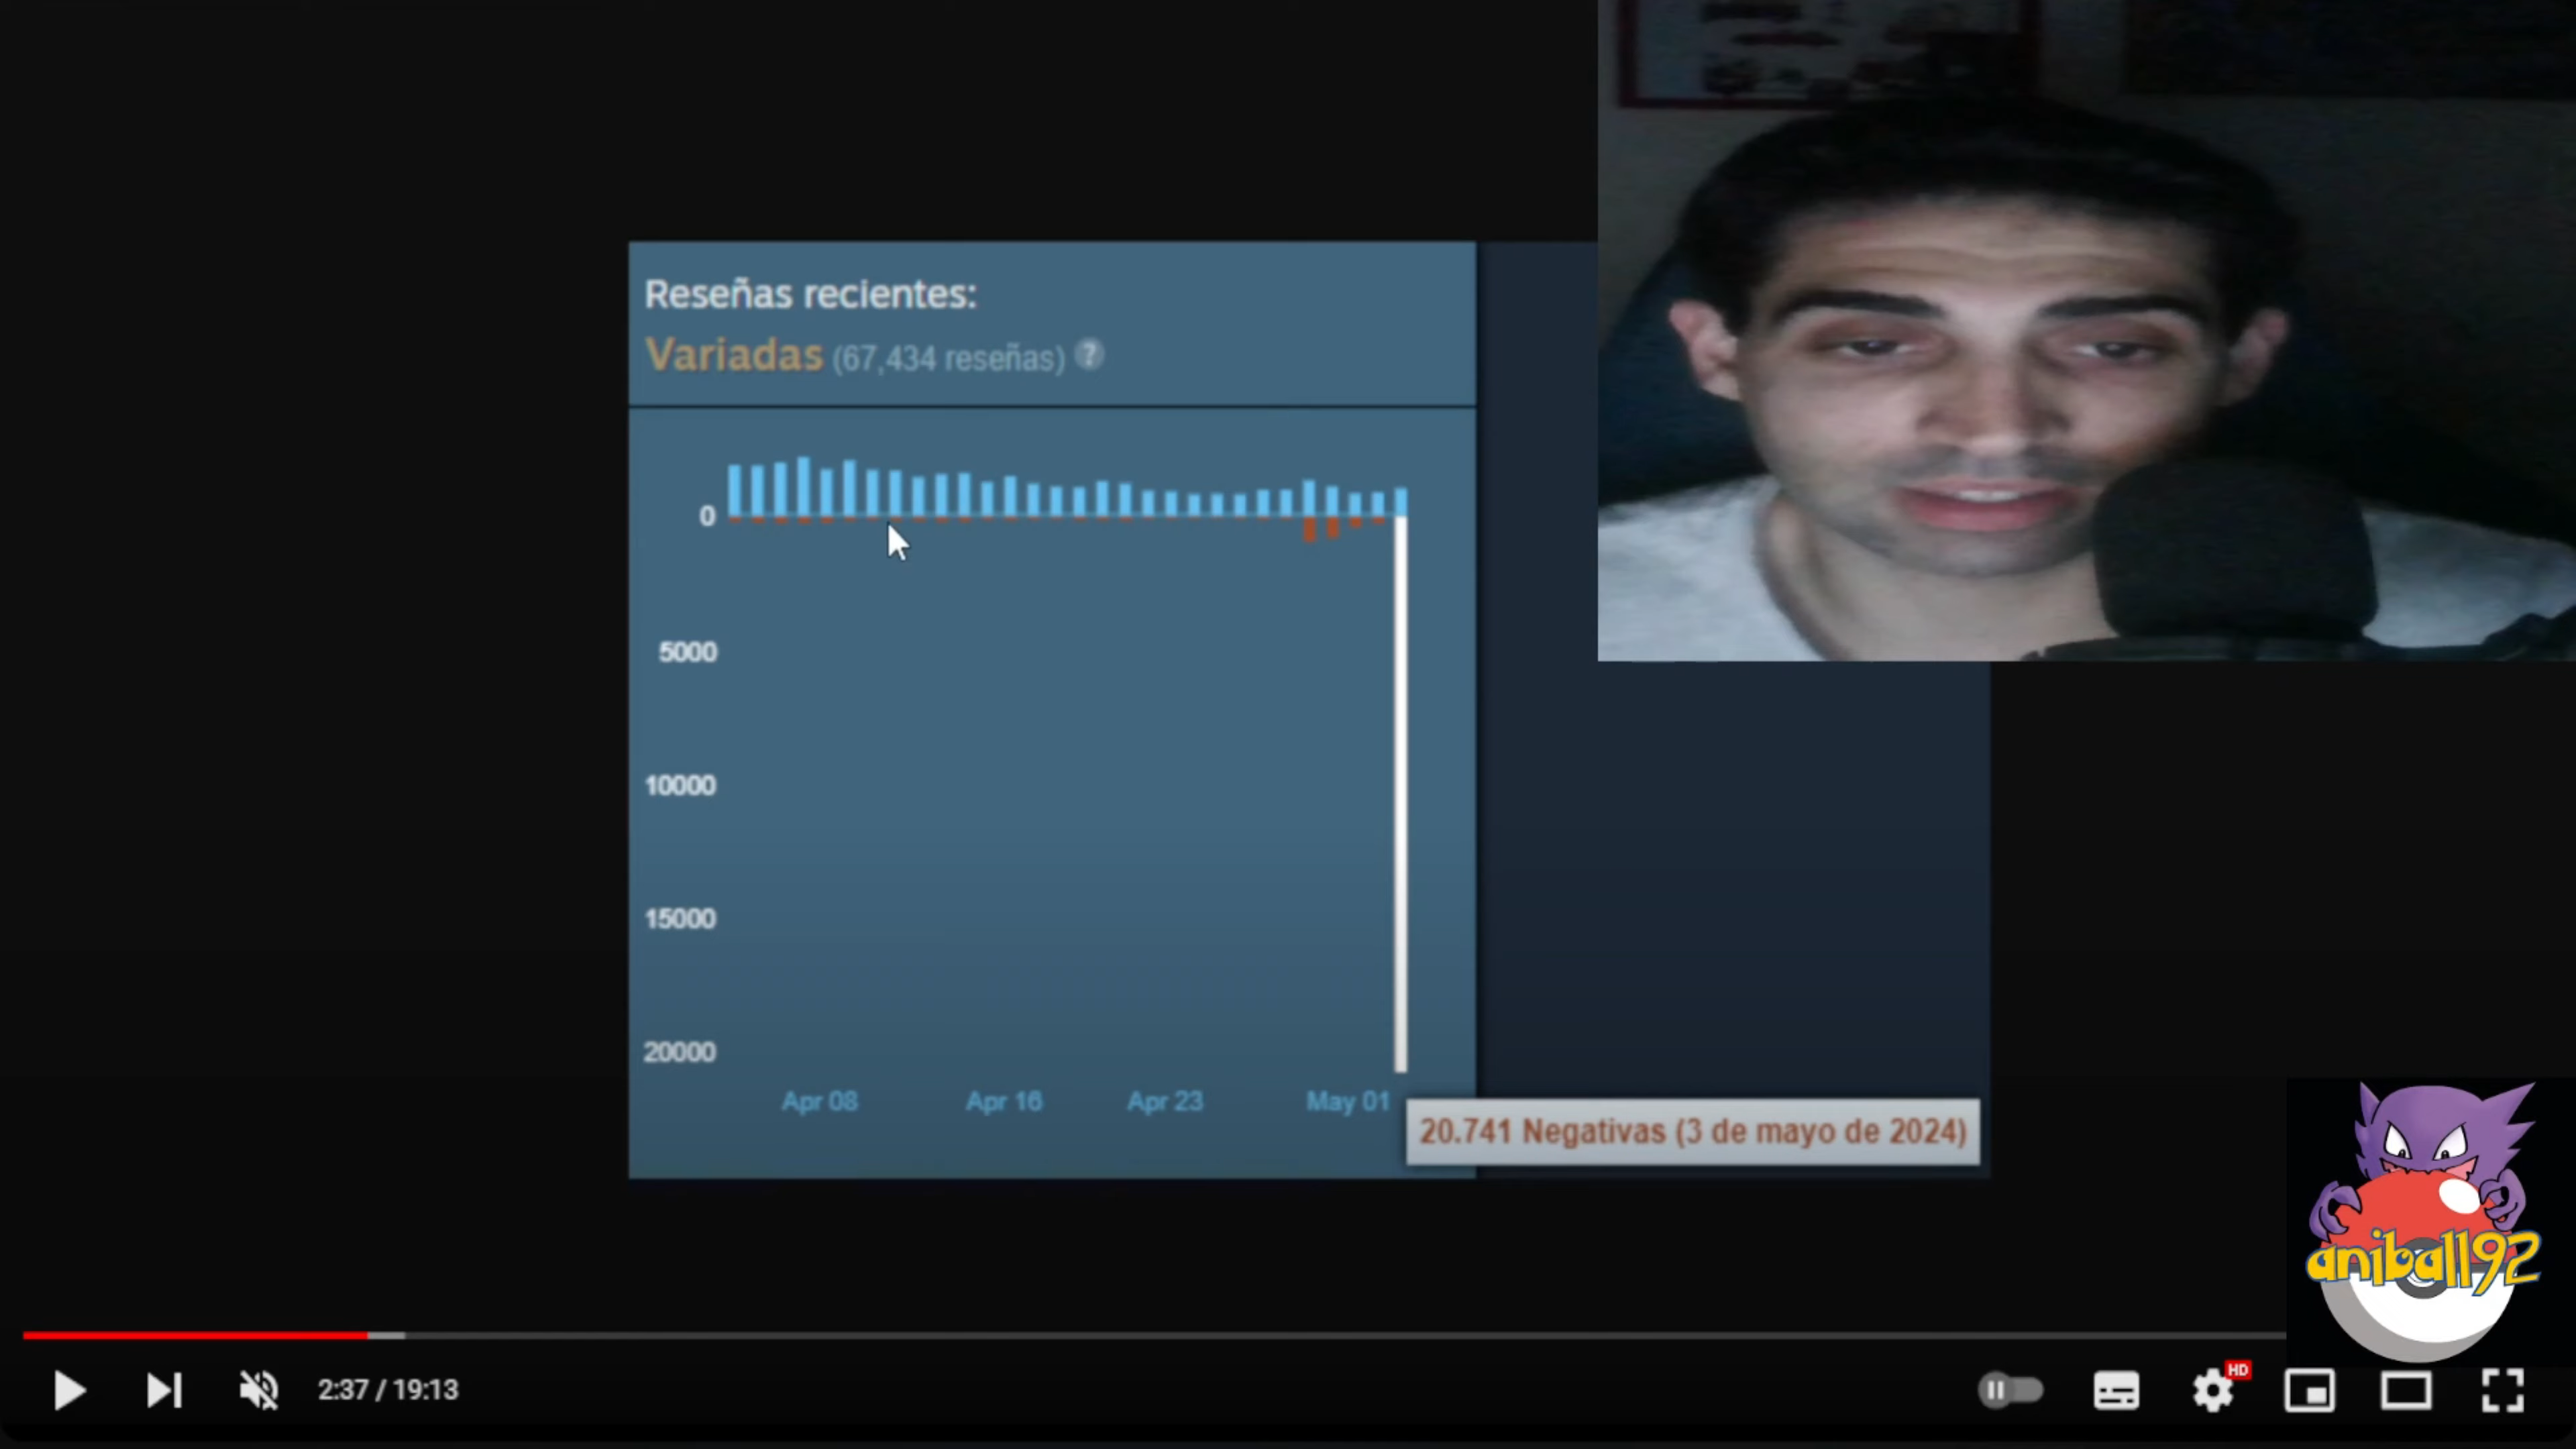 Reseñas recientes:
Variadas (67,434 reseñas) ?
0
5000
10000
15000
20000
Apr 08 Apr 16 Apr 23 May 01
20.741 Negativas (3 de mayo de 2024)
aniball92
2:37 / 19:13
HD